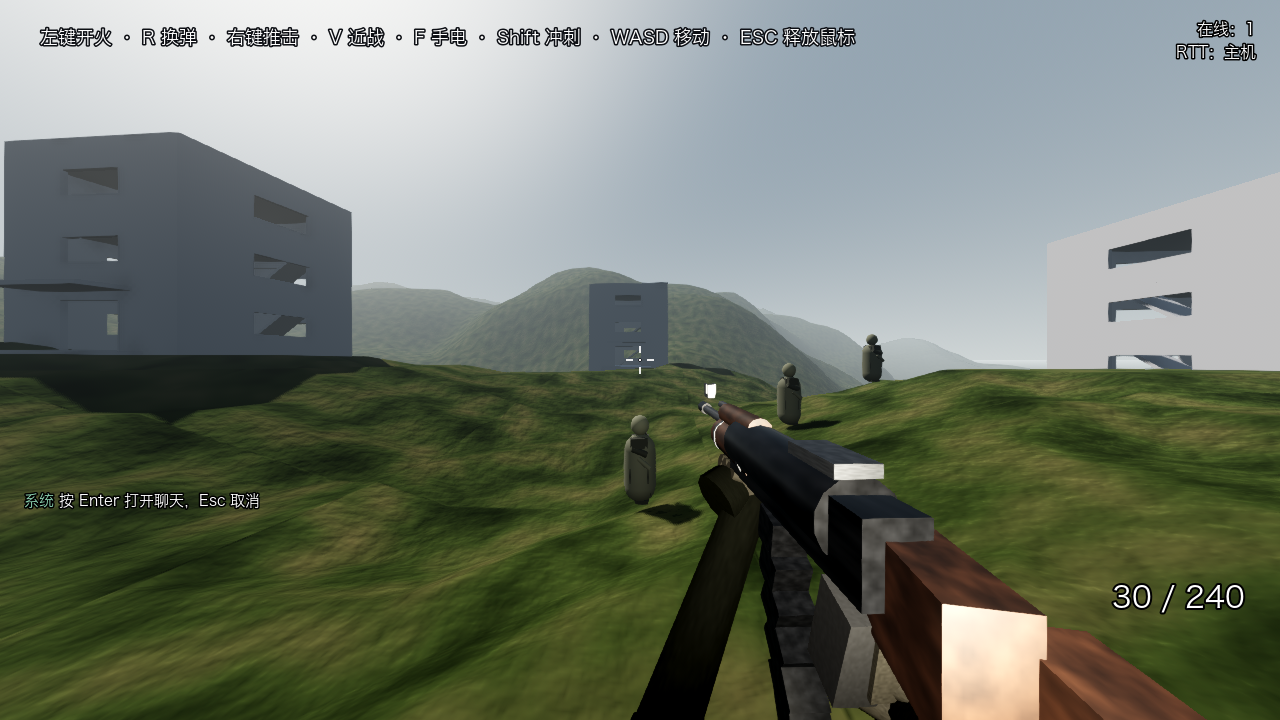 左键开火 · R 换弹 · 右键推击 · V 近战 · F 手电 · Shift 冲刺 · WASD 移动 · ESC 释放鼠标
在线: 1
RTT: 主机
系统 按 Enter 打开聊天, Esc 取消
30 / 240